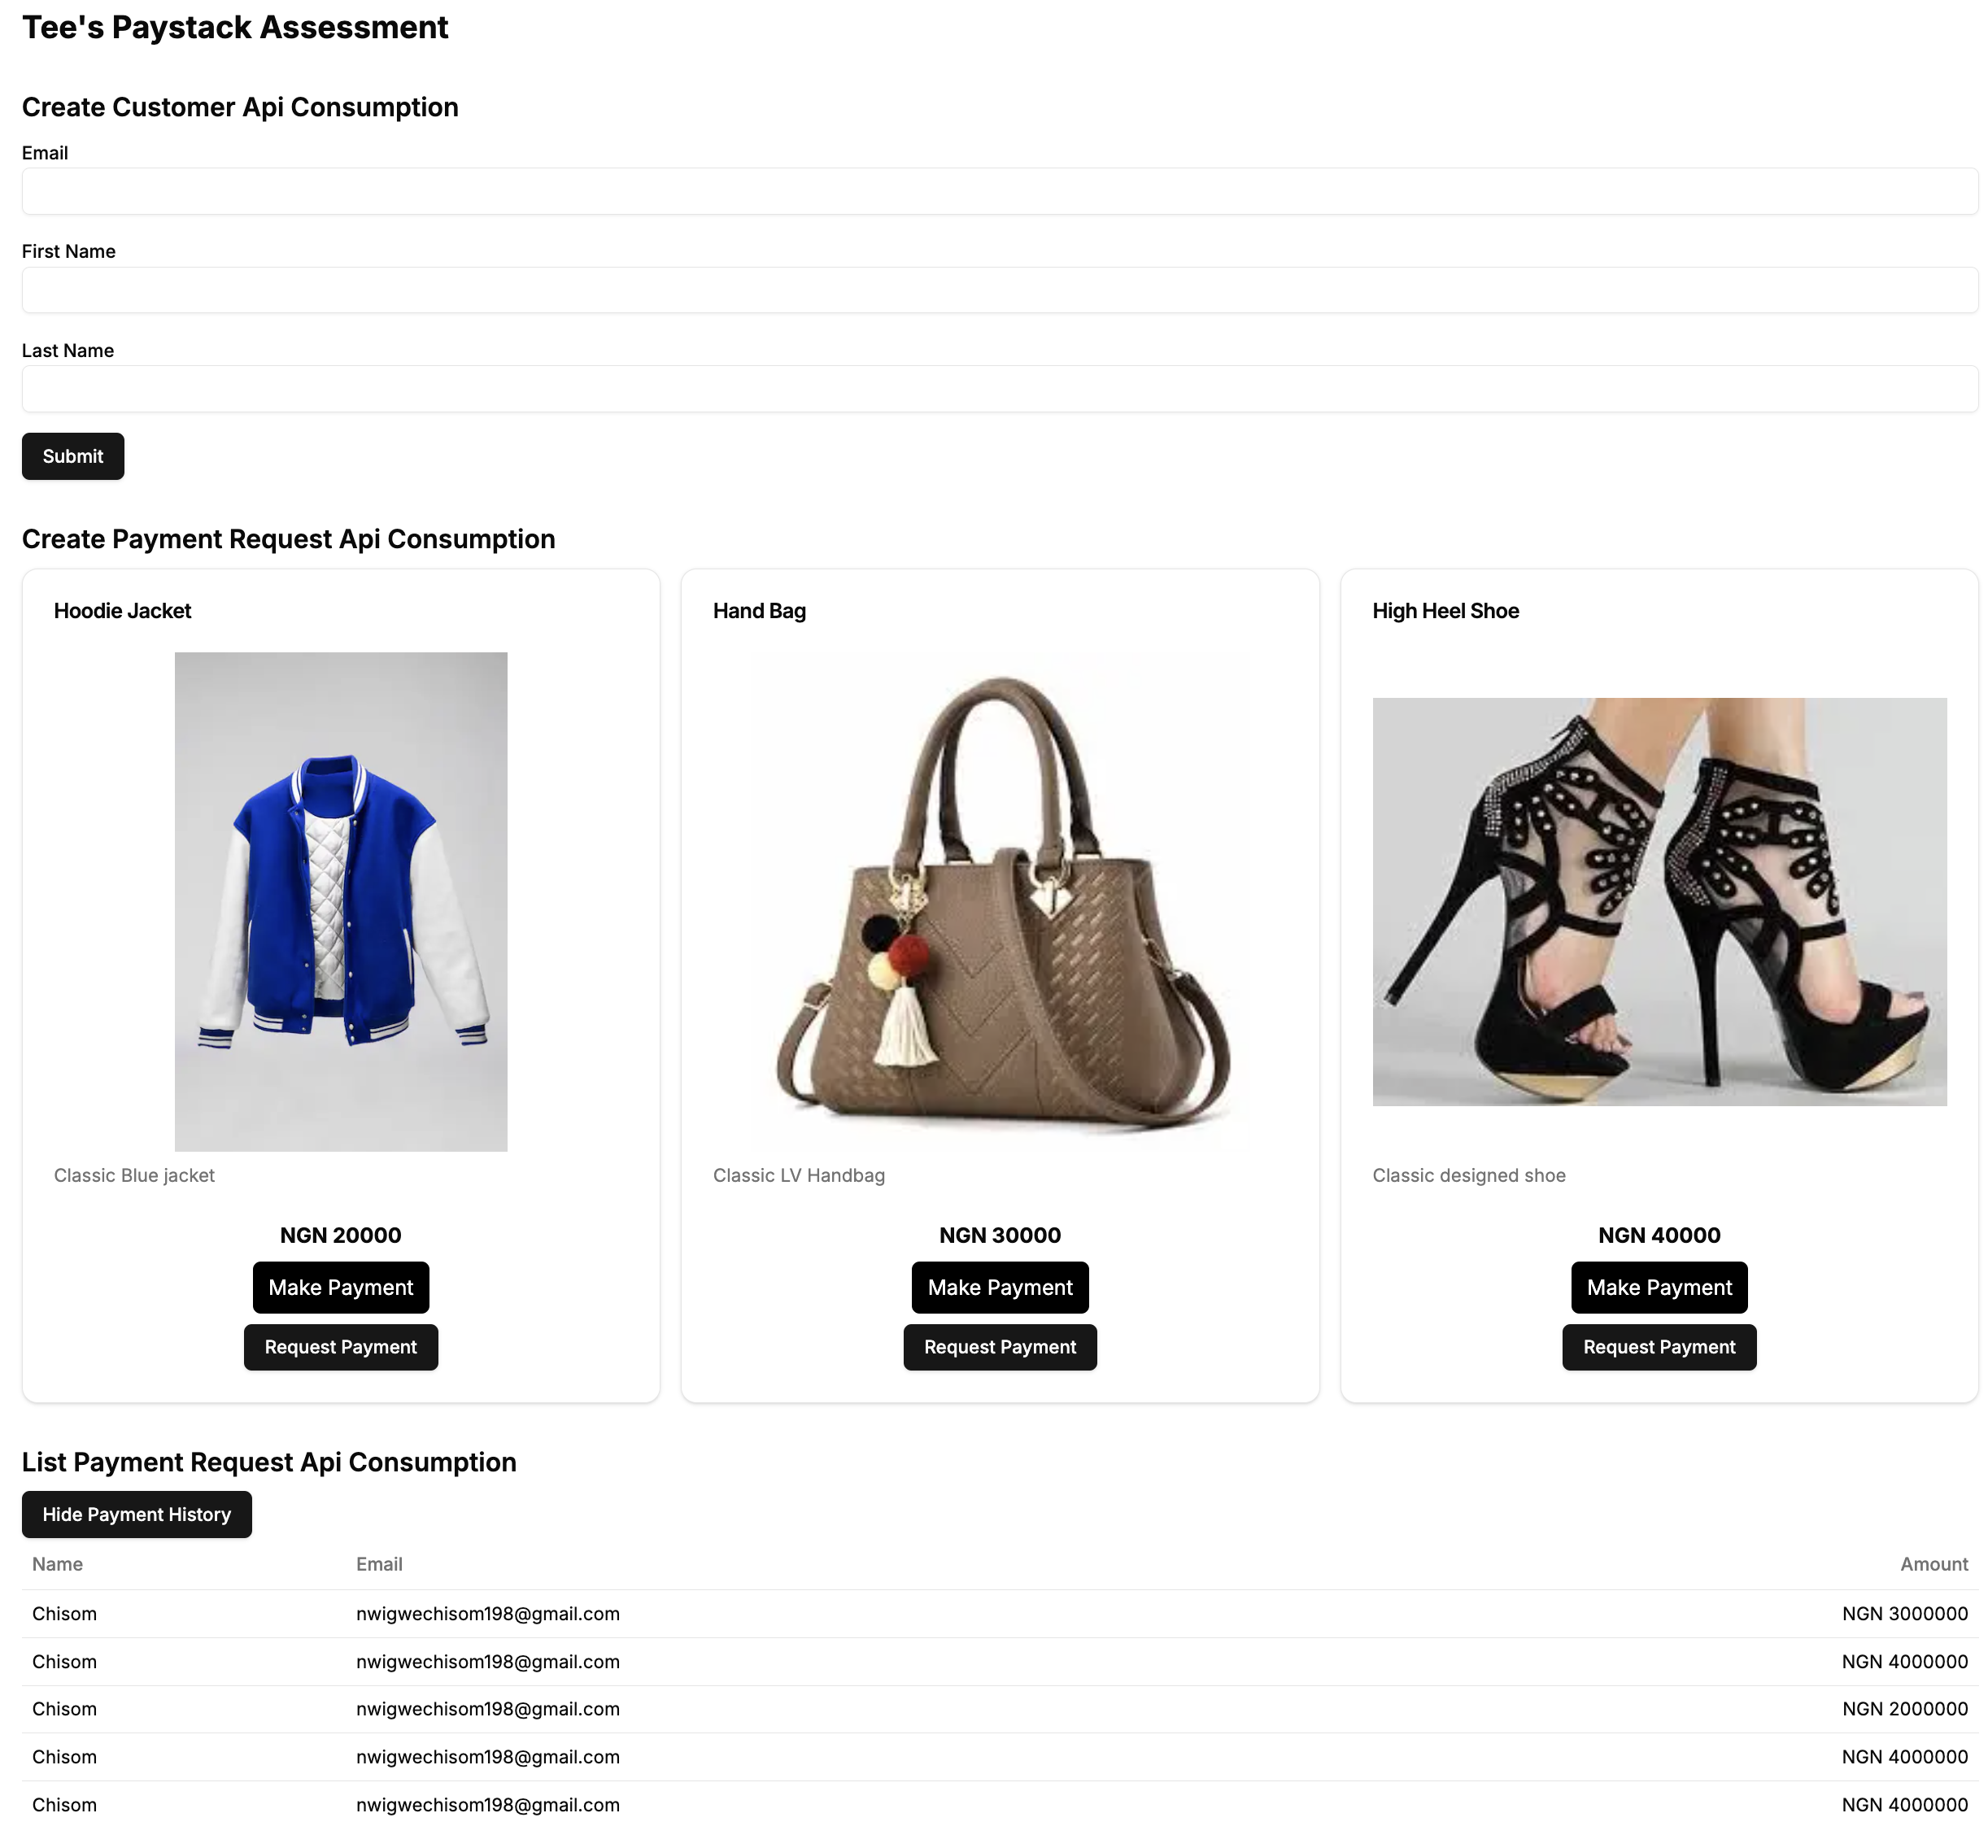 Tee's Paystack Assessment
Create Customer Api Consumption
Email
First Name
Last Name
Submit
Create Payment Request Api Consumption
Hoodie Jacket
Classic Blue jacket
NGN 20000
Make Payment
Request Payment
Hand Bag
Classic LV Handbag
NGN 30000
Make Payment
Request Payment
High Heel Shoe
Classic designed shoe
NGN 40000
Make Payment
Request Payment
List Payment Request Api Consumption
Hide Payment History
Name Email Amount
Chisom nwigwechisom198@gmail.com NGN 3000000
Chisom nwigwechisom198@gmail.com NGN 4000000
Chisom nwigwechisom198@gmail.com NGN 2000000
Chisom nwigwechisom198@gmail.com NGN 4000000
Chisom nwigwechisom198@gmail.com NGN 4000000